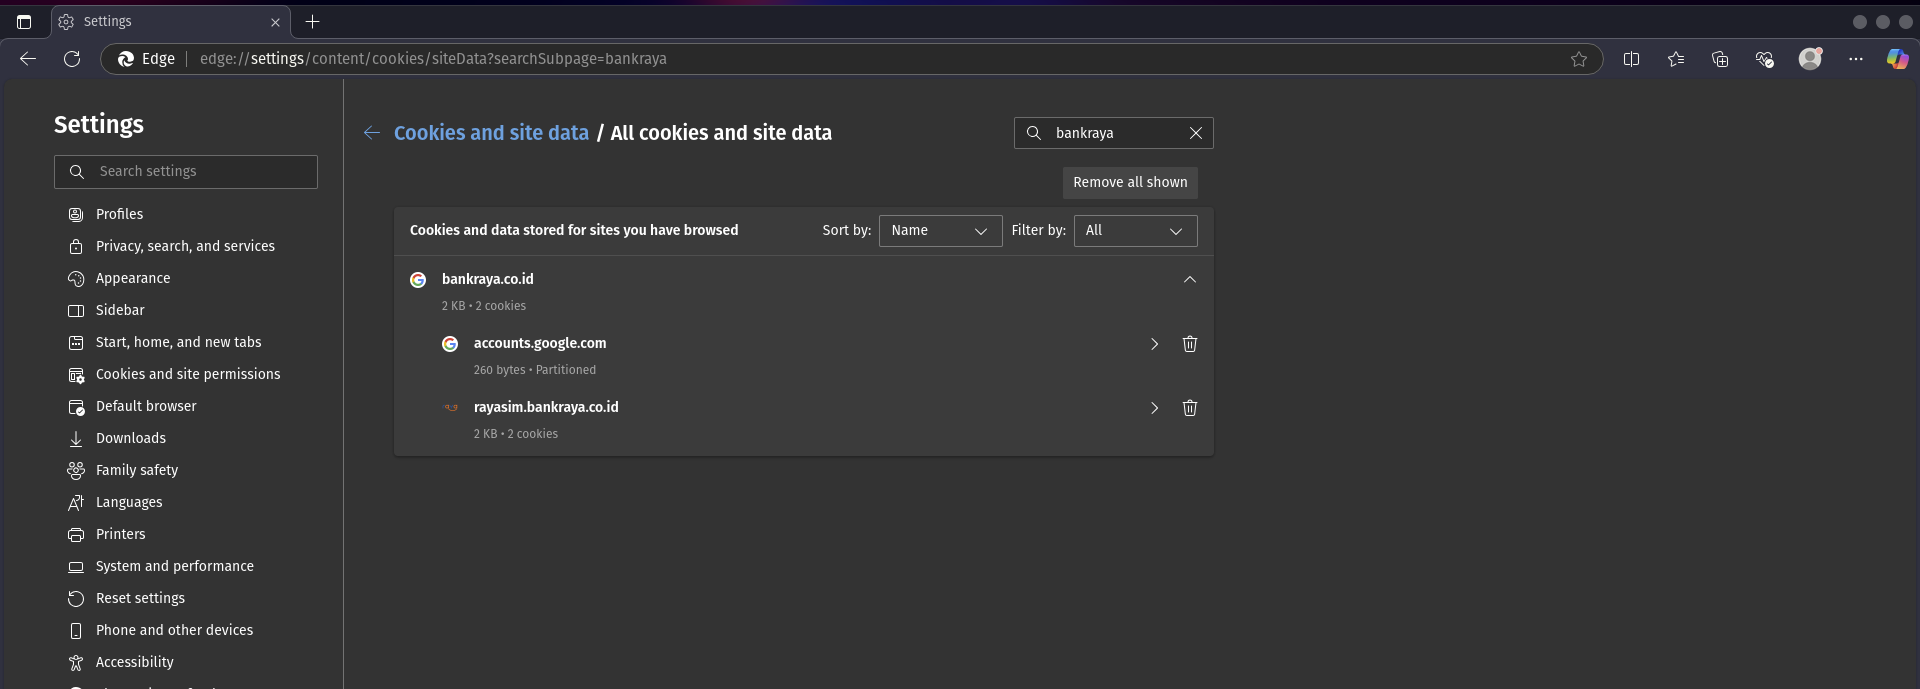 Settings
Edge
edge://settings/content/cookies/siteData?searchSubpage=bankraya
Settings
Search settings
Profiles
Privacy, search, and services
Appearance
Sidebar
Start, home, and new tabs
Cookies and site permissions
Default browser
Downloads
Family safety
Languages
Printers
System and performance
Reset settings
Phone and other devices
Accessibility
Cookies and site data / All cookies and site data
bankraya
Remove all shown
Cookies and data stored for sites you have browsed
Sort by: Name
Filter by: All
bankraya.co.id
2 KB • 2 cookies
accounts.google.com
260 bytes • Partitioned
rayasim.bankraya.co.id
2 KB • 2 cookies